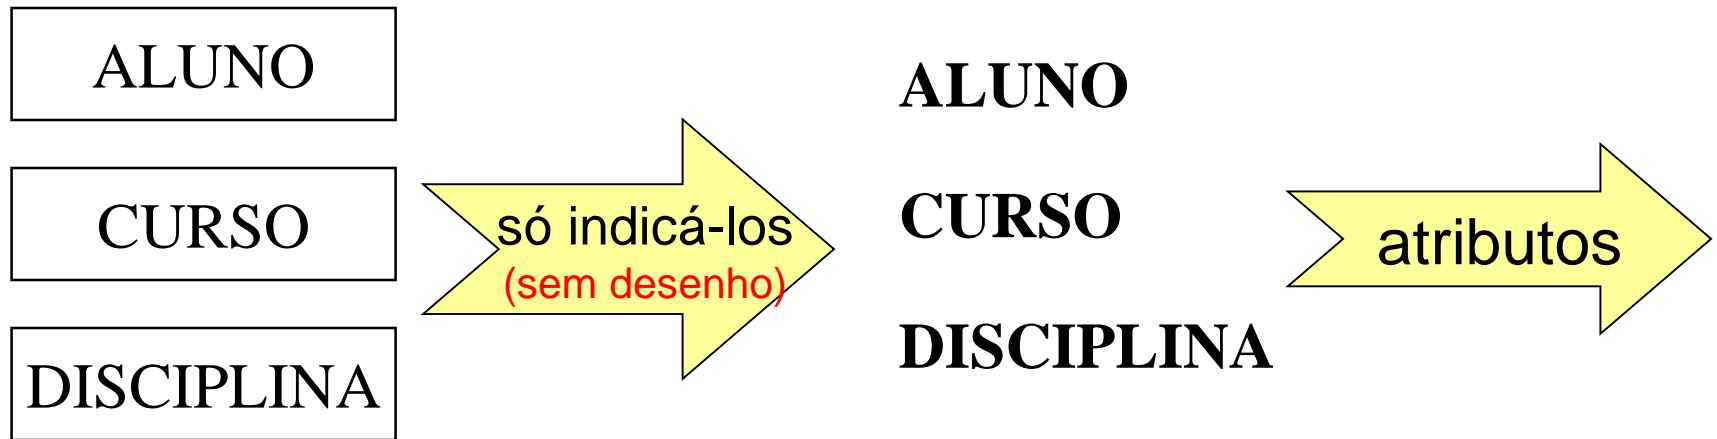 ALUNO
CURSO
DISCIPLINA
só indicá-los
(sem desenho)
ALUNO
CURSO
DISCIPLINA
atributos